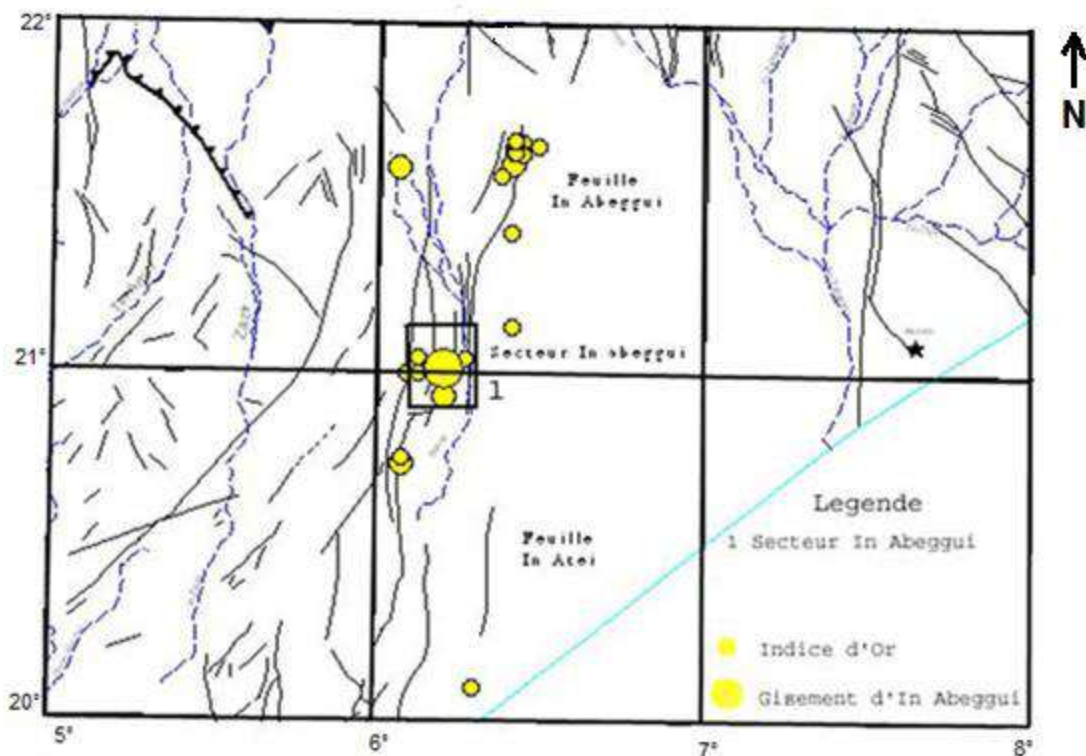 22°
N
Feuille
In Abeggui
21°
Secteur In abeggui
1
Legende
1 Secteur In Abeggui
Feuille
In Atei
Indice d'Or
Gisement d'In Abeggui
20°
5°
6°
7°
8°